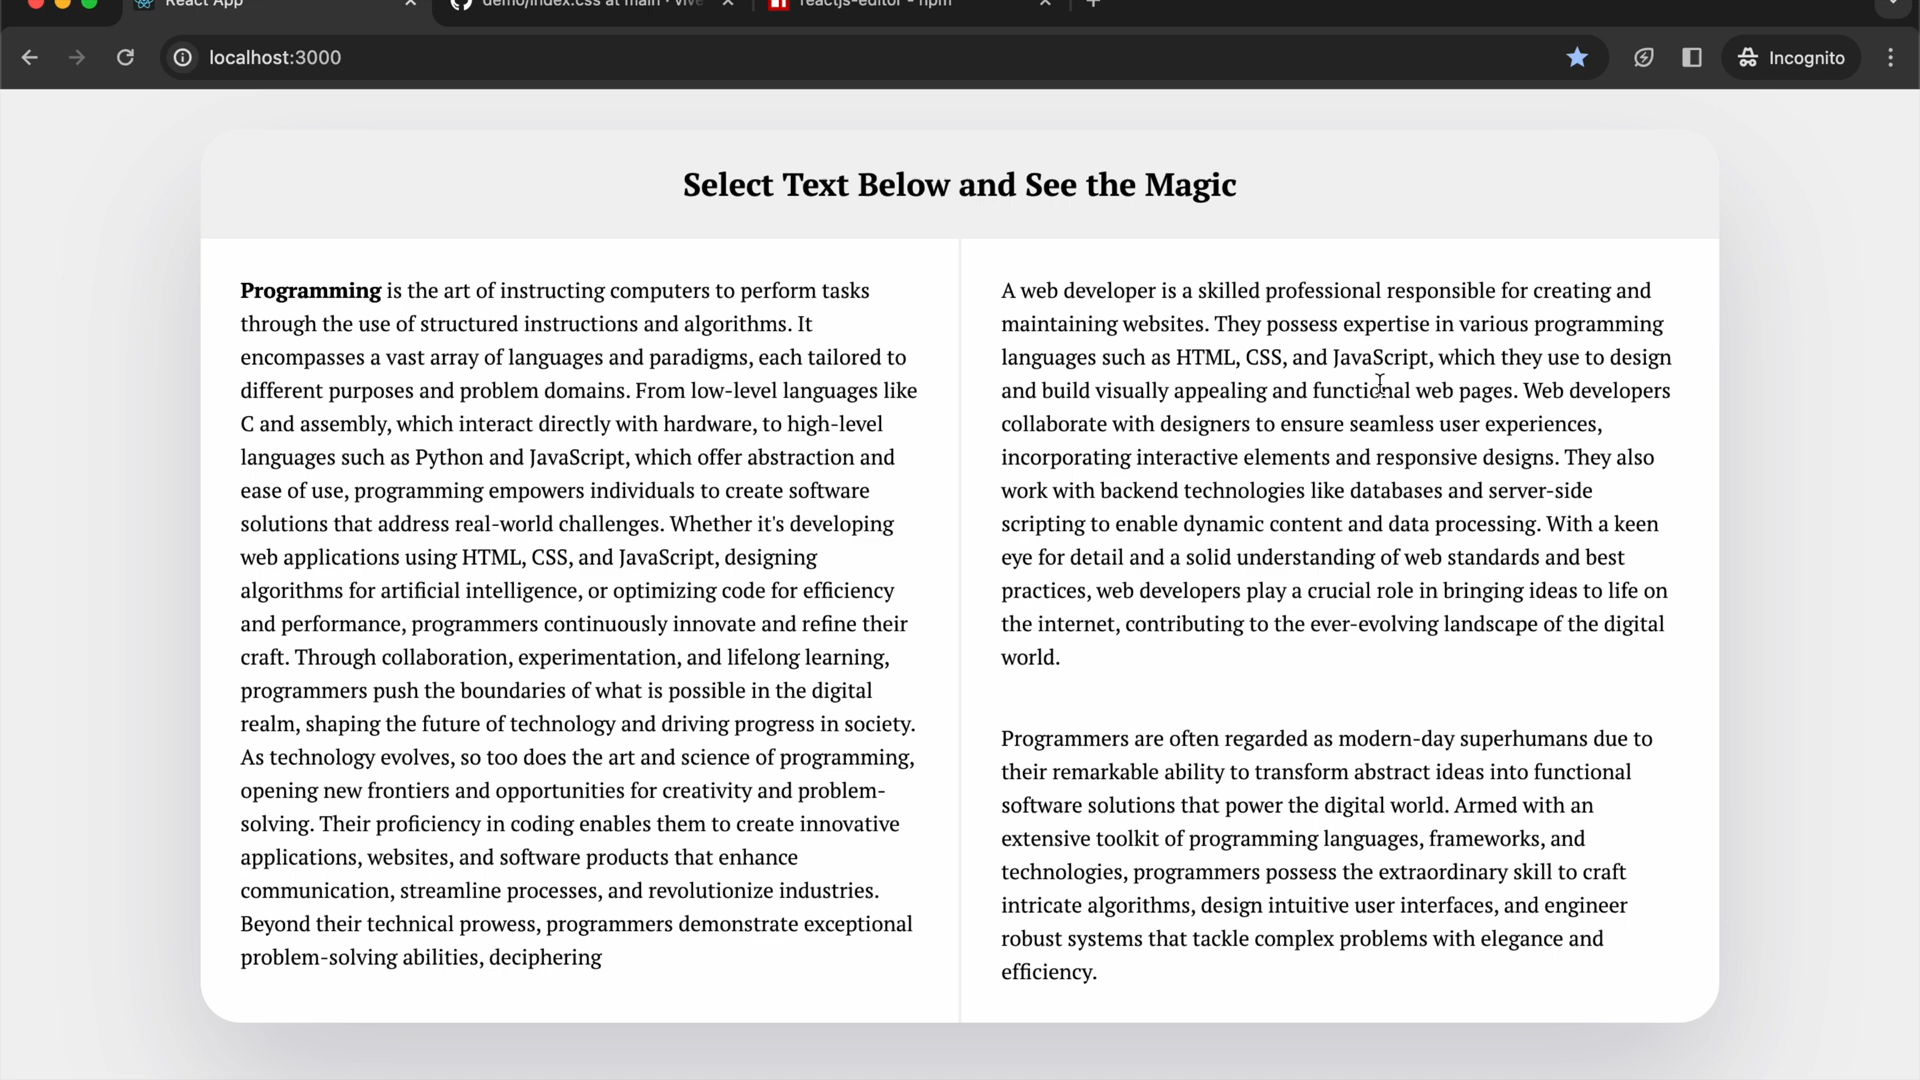 React App
demo/index.css at main · vive
reactjs-editor - npm
localhost:3000
Incognito
Select Text Below and See the Magic
Programming is the art of instructing computers to perform tasks
through the use of structured instructions and algorithms. It
encompasses a vast array of languages and paradigms, each tailored to
different purposes and problem domains. From low-level languages like
C and assembly, which interact directly with hardware, to high-level
languages such as Python and JavaScript, which offer abstraction and
ease of use, programming empowers individuals to create software
solutions that address real-world challenges. Whether it's developing
web applications using HTML, CSS, and JavaScript, designing
algorithms for artificial intelligence, or optimizing code for efficiency
and performance, programmers continuously innovate and refine their
craft. Through collaboration, experimentation, and lifelong learning,
programmers push the boundaries of what is possible in the digital
realm, shaping the future of technology and driving progress in society.
As technology evolves, so too does the art and science of programming,
opening new frontiers and opportunities for creativity and problem-
solving. Their proficiency in coding enables them to create innovative
applications, websites, and software products that enhance
communication, streamline processes, and revolutionize industries.
Beyond their technical prowess, programmers demonstrate exceptional
problem-solving abilities, deciphering
A web developer is a skilled professional responsible for creating and
maintaining websites. They possess expertise in various programming
languages such as HTML, CSS, and JavaScript, which they use to design
and build visually appealing and functional web pages. Web developers
collaborate with designers to ensure seamless user experiences,
incorporating interactive elements and responsive designs. They also
work with backend technologies like databases and server-side
scripting to enable dynamic content and data processing. With a keen
eye for detail and a solid understanding of web standards and best
practices, web developers play a crucial role in bringing ideas to life on
the internet, contributing to the ever-evolving landscape of the digital
world.
Programmers are often regarded as modern-day superhumans due to
their remarkable ability to transform abstract ideas into functional
software solutions that power the digital world. Armed with an
extensive toolkit of programming languages, frameworks, and
technologies, programmers possess the extraordinary skill to craft
intricate algorithms, design intuitive user interfaces, and engineer
robust systems that tackle complex problems with elegance and
efficiency.